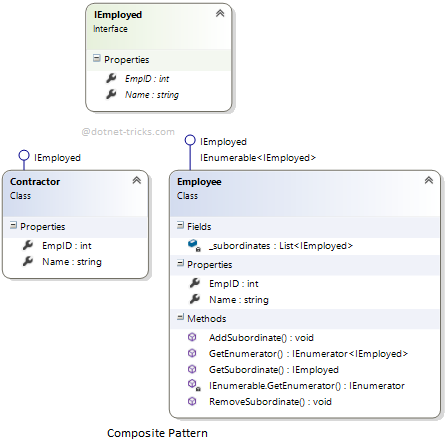 IEmployed
Interface
Properties
EmpID : int
Name : string
@dotnet-tricks.com
IEmployed
Contractor
Class
Properties
EmpID : int
Name : string
IEmployed
IEnumerable<IEmployed>
Employee
Class
Fields
_subordinates : List<IEmployed>
Properties
EmpID : int
Name : string
Methods
AddSubordinate() : void
GetEnumerator() : IEnumerator<IEmployed>
GetSubordinate() : IEmployed
IEnumerable.GetEnumerator() : IEnumerator
RemoveSubordinate() : void
Composite Pattern